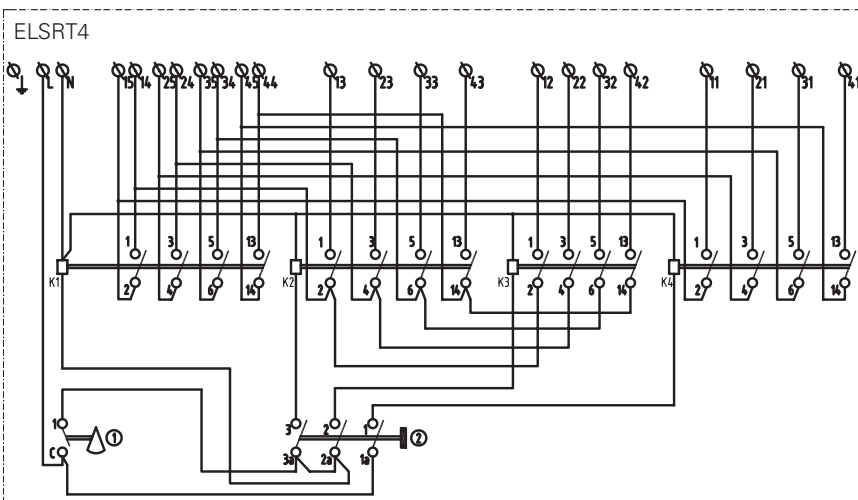 ELSRT4
L N 15 14 25 24 35 34 45 44 13 23 33 43 12 22 32 42 11 21 31 41
1 3 5 13 1 3 5 13 1 3 5 13 1 3 5 13
K1 K2 K3 K4
2 4 6 14 2 4 6 14 2 4 6 14 2 4 6 14
1 ① 3 2 1 ②
C 3a 2a 1a